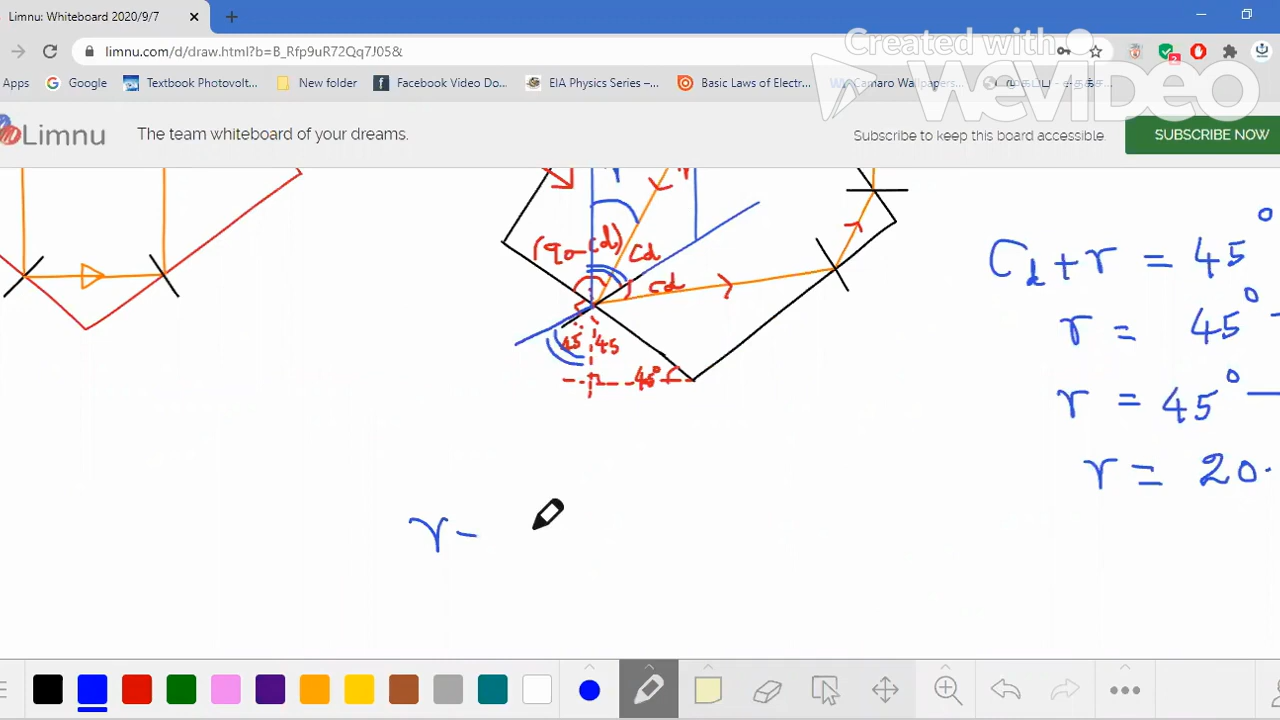 Limnu: Whiteboard 2020/9/7
limnu.com/d/draw.html?b=B_Rfp9uR72Qq7J05&
Created with
WEVIDEO
Apps Google Textbook Photovolt... New folder Facebook Video Do... EIA Physics Series –... Basic Laws of Electr... Camaro Wallpapers...
Limnu The team whiteboard of your dreams. Subscribe to keep this board accessible. SUBSCRIBE NOW
r
(90-Cd) Cd
Cd
45 45
45°
Cd + r = 45°
r = 45° -
r = 45° -
r = 20.
r -